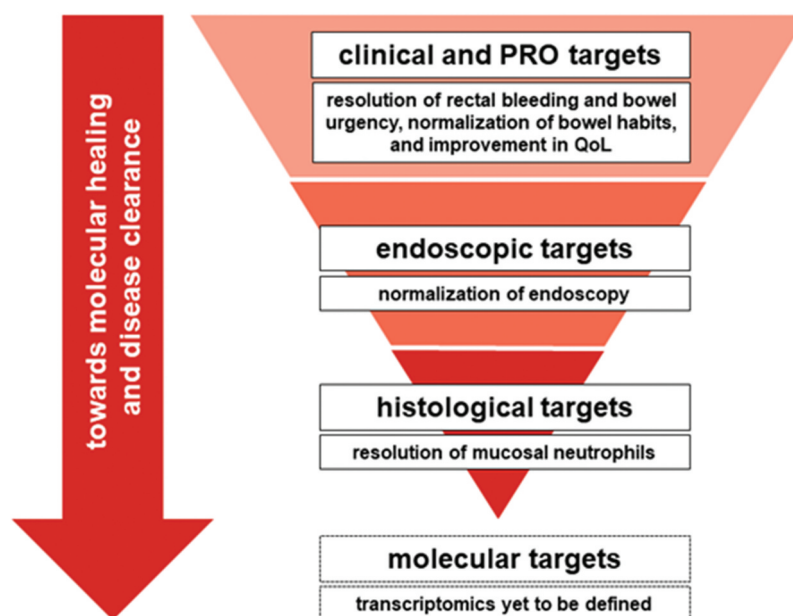 towards molecular healing
and disease clearance
clinical and PRO targets
resolution of rectal bleeding and bowel
urgency, normalization of bowel habits,
and improvement in QoL
endoscopic targets
normalization of endoscopy
histological targets
resolution of mucosal neutrophils
molecular targets
transcriptomics yet to be defined